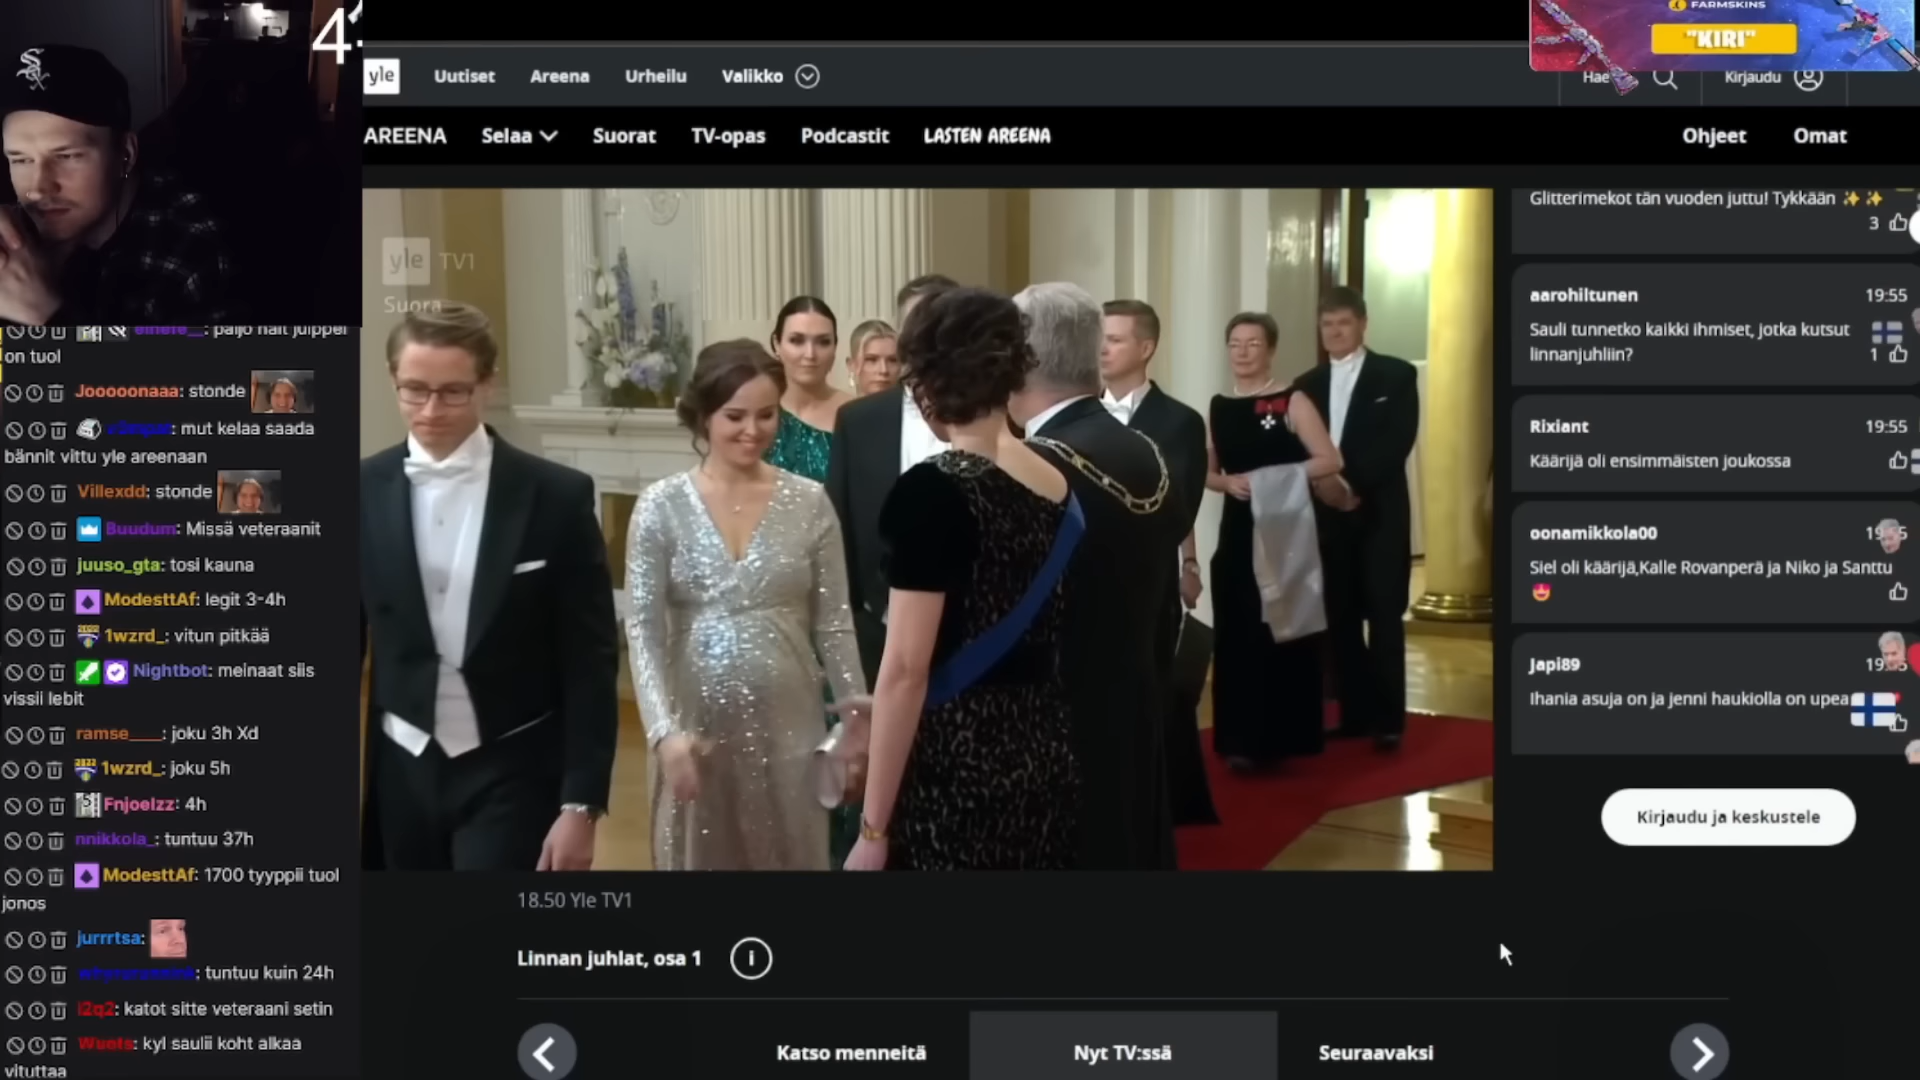 4
FARMSKINS
"KIRI"
yle
Uutiset
Areena
Urheilu
Valikko
Hae
Kirjaudu
AREENA
Selaa
Suorat
TV-opas
Podcastit
LASTEN AREENA
Ohjeet
Omat
on tuol
Jooooonaaa: stonde
: mut kelaa saada
bännit vittu yle areenaan
Villexdd: stonde
Buudum: Missä veteraanit
juuso_gta: tosi kauna
ModesttAf: legit 3-4h
1wzrd_: vitun pitkää
Nightbot: meinaat siis
vissii lebit
ramse____: joku 3h Xd
1wzrd_: joku 5h
Fnjoelzz: 4h
nnikkola_: tuntuu 37h
ModesttAf: 1700 tyyppii tuol
jonos
jurrrtsa:
: tuntuu kuin 24h
l2q2: katot sitte veteraani setin
Wuots: kyl saulii koht alkaa
vituttaa
yle TV1
Suora
Glitterimekot tän vuoden juttu! Tykkään ✨✨
3
aarohiltunen
19:55
Sauli tunnetko kaikki ihmiset, jotka kutsut
linnanjuhliin?
1
Rixiant
19:55
Käärijä oli ensimmäisten joukossa
oonamikkola00
Siel oli käärijä,Kalle Rovanperä ja Niko ja Santtu
😍
Japi89
Ihania asuja on ja jenni haukiolla on upea
Kirjaudu ja keskustele
18.50 Yle TV1
Linnan juhlat, osa 1
i
Katso menneitä
Nyt TV:ssä
Seuraavaksi